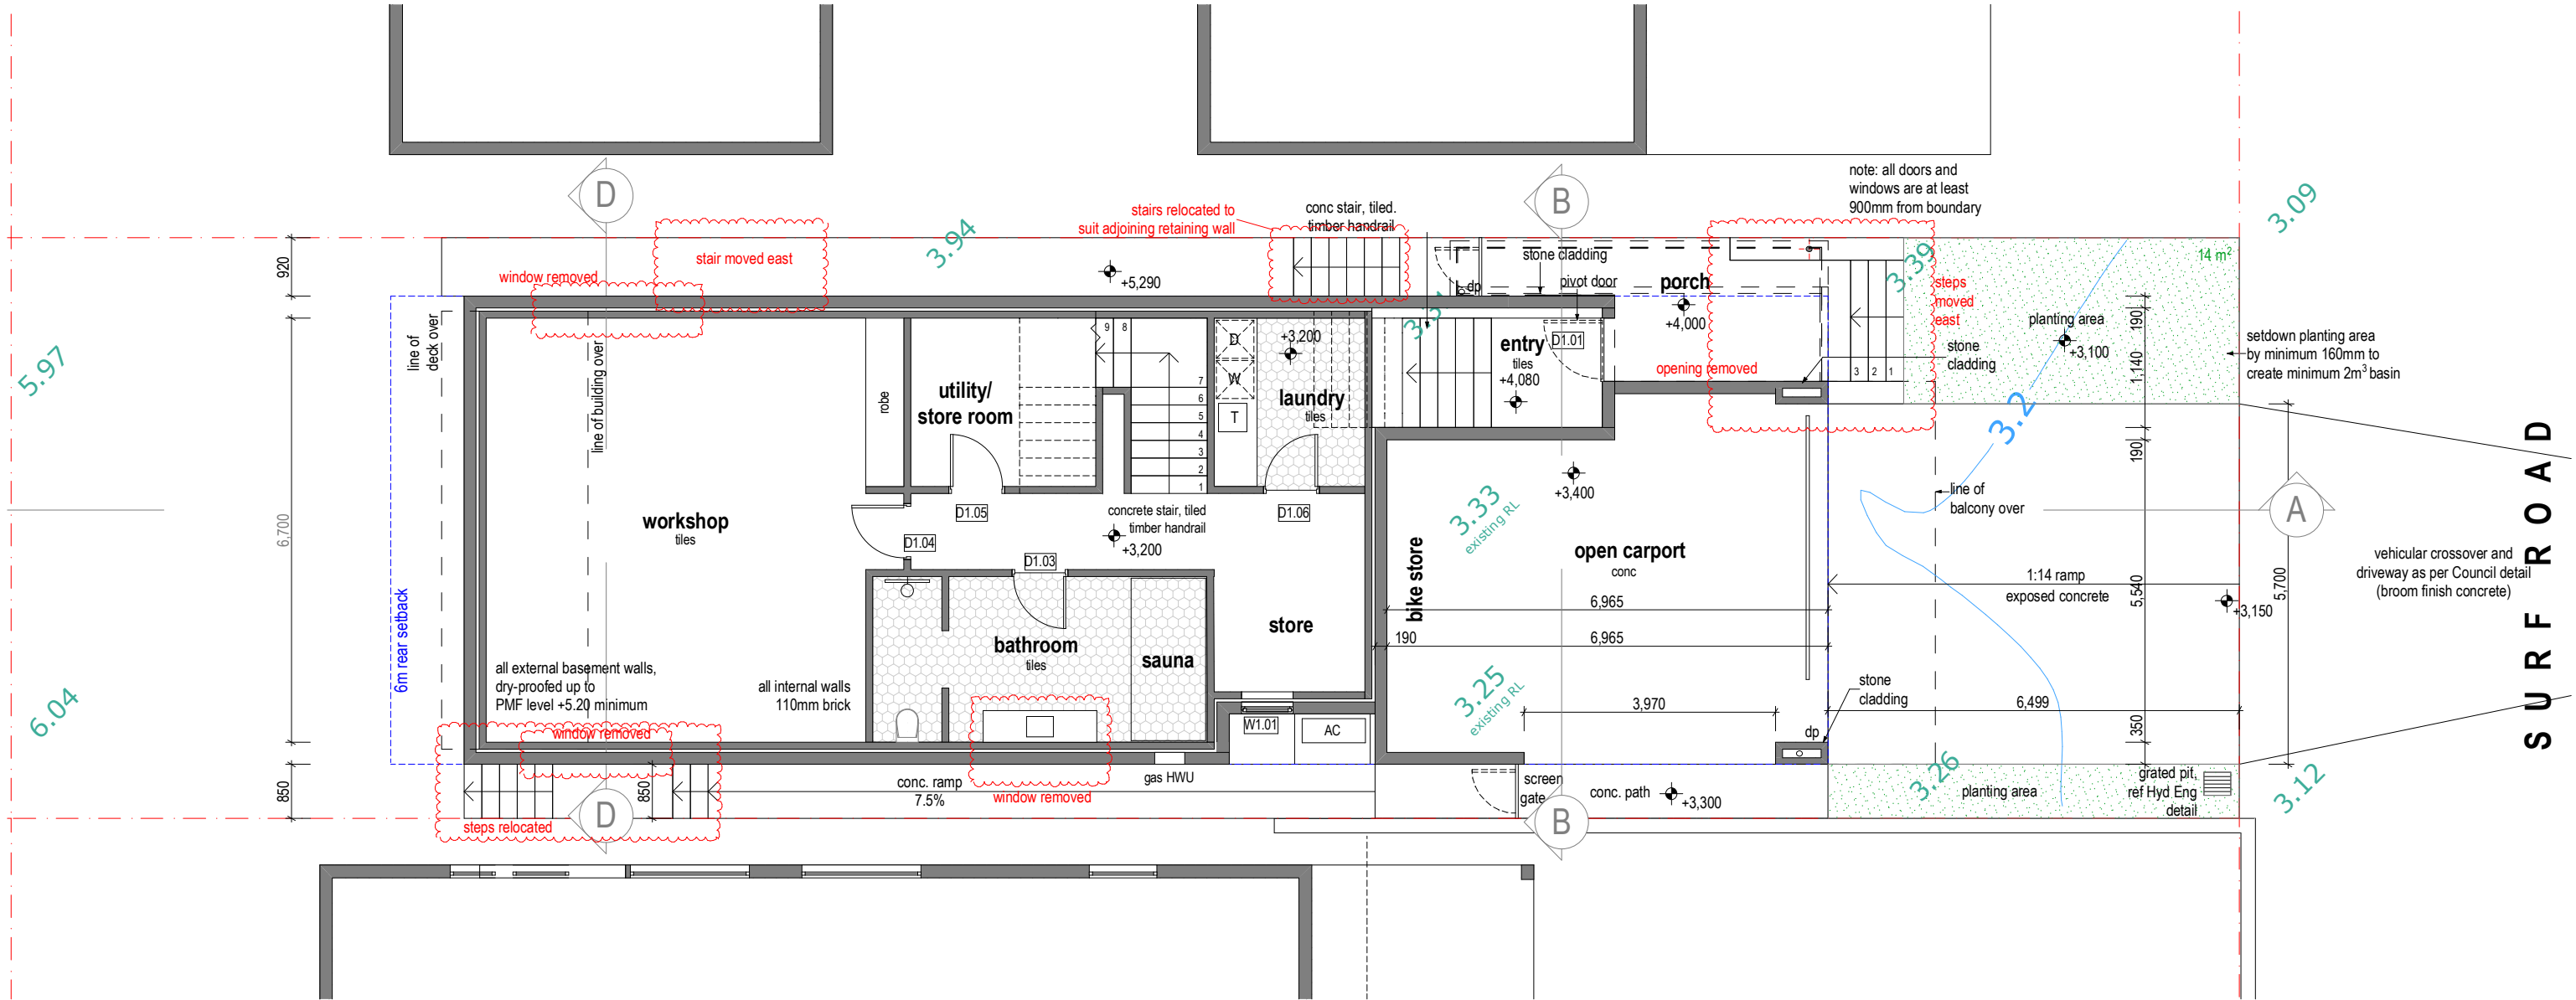 note: all doors and
windows are at least
900mm from boundary
D
B
stairs relocated to
suit adjoining retaining wall
conc stair, tiled.
timber handrail
3.09
920
window removed
stair moved east
3.94
+5,290
stone cladding
dp
pivot door
porch
+4,000
3.39
steps
moved
east
14 m²
planting area
+3,100
setdown planting area
by minimum 160mm to
create minimum 2m³ basin
190
1,140
190
5.97
6.04
line of
deck over
line of building over
robe
utility/
store room
9
8
7
6
5
4
3
2
1
D
W
T
+3,200
laundry
tiles
entry
tiles
+4,080
D1.01
opening removed
3
2
1
stone
cladding
3.2
6,700
6m rear setback
workshop
tiles
D1.05
D1.04
D1.03
concrete stair, tiled
timber handrail
+3,200
D1.06
3.33
existing RL
+3,400
bike store
open carport
conc
line of
balcony over
A
SURF ROAD
vehicular crossover and
driveway as per Council detail
(broom finish concrete)
1:14 ramp
exposed concrete
5,540
5,700
+3,150
6,965
190
6,965
bathroom
tiles
sauna
store
all external basement walls,
dry-proofed up to
PMF level +5.20 minimum
all internal walls
110mm brick
3.25
existing RL
3,970
stone
cladding
6,499
dp
350
window removed
W1.01
AC
850
850
conc. ramp
7.5%
gas HWU
window removed
screen
gate
conc. path
+3,300
3.26
planting area
grated pit,
ref Hyd Eng
detail
3.12
steps relocated
D
B